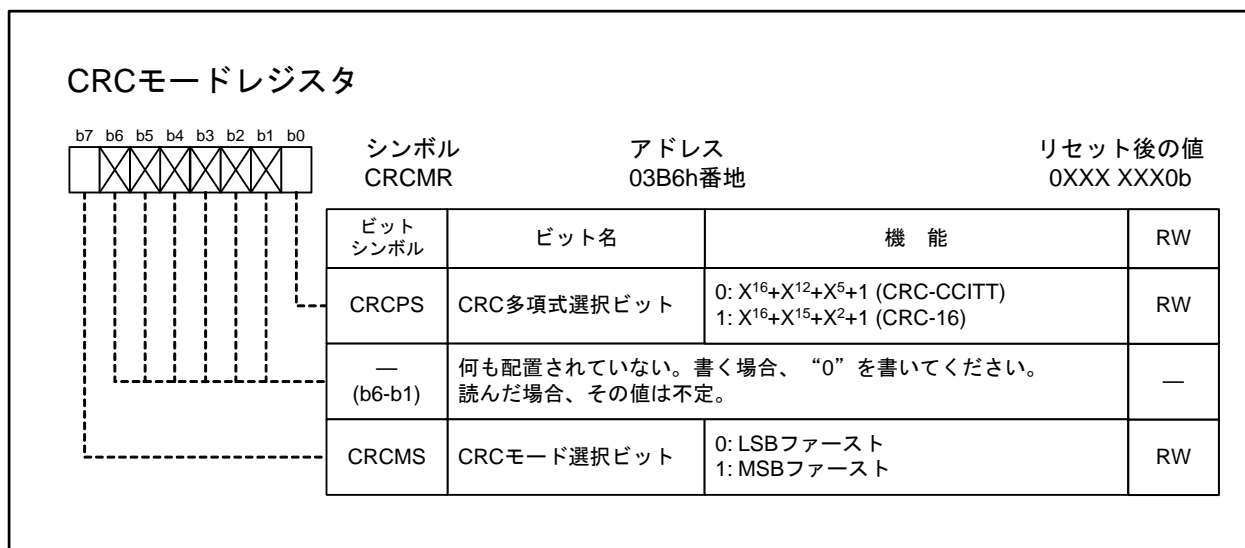 CRCモードレジスタ
b7 b6 b5 b4 b3 b2 b1 b0
シンボル アドレス リセット後の値
CRCMR 03B6h番地 0XXX XXX0b
ビット
シンボル
ビット名
機 能
RW
CRCPS
CRC多項式選択ビット
0: X¹⁶+X¹²+X⁵+1 (CRC-CCITT)
1: X¹⁶+X¹⁵+X²+1 (CRC-16)
RW
—
(b6-b1)
何も配置されていない。書く場合、“0”を書いてください。
読んだ場合、その値は不定。
—
CRCMS
CRCモード選択ビット
0: LSBファースト
1: MSBファースト
RW